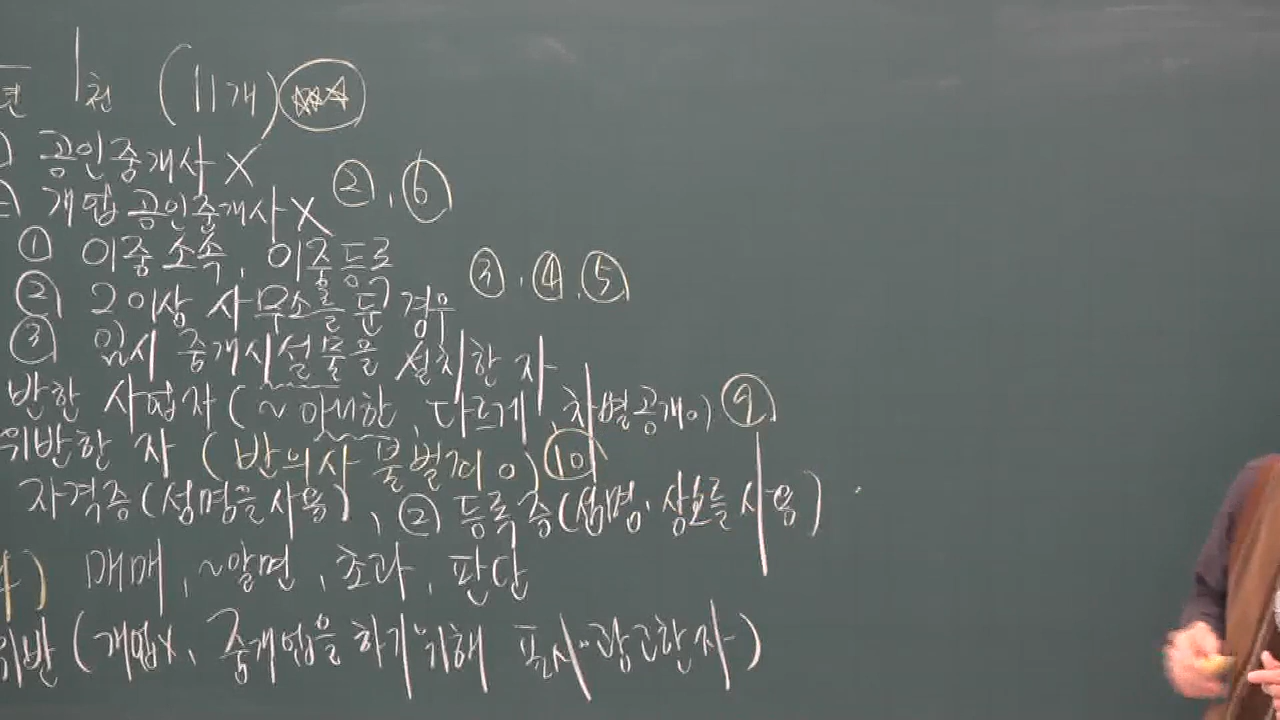 년 1천 (11개)
공인중개사 X
개업공인중개사 X ②, ⑥
① 이중소속, 이중등록
② 2이상 사무소를 둔 경우 ③, ④, ⑤
③ 임시 중개시설물을 설치한 자
반한 사업자(~아니한, 다르게, 차별공개이) ⑨
위반한 자 (반의사 불벌죄 o) ⑩
자격증(성명을 사용), ② 등록증(성명·상호를 사용)
매매, ~알면, 초과, 판단
위반 (개업X, 중개업을 하기위해 표시·광고한자)